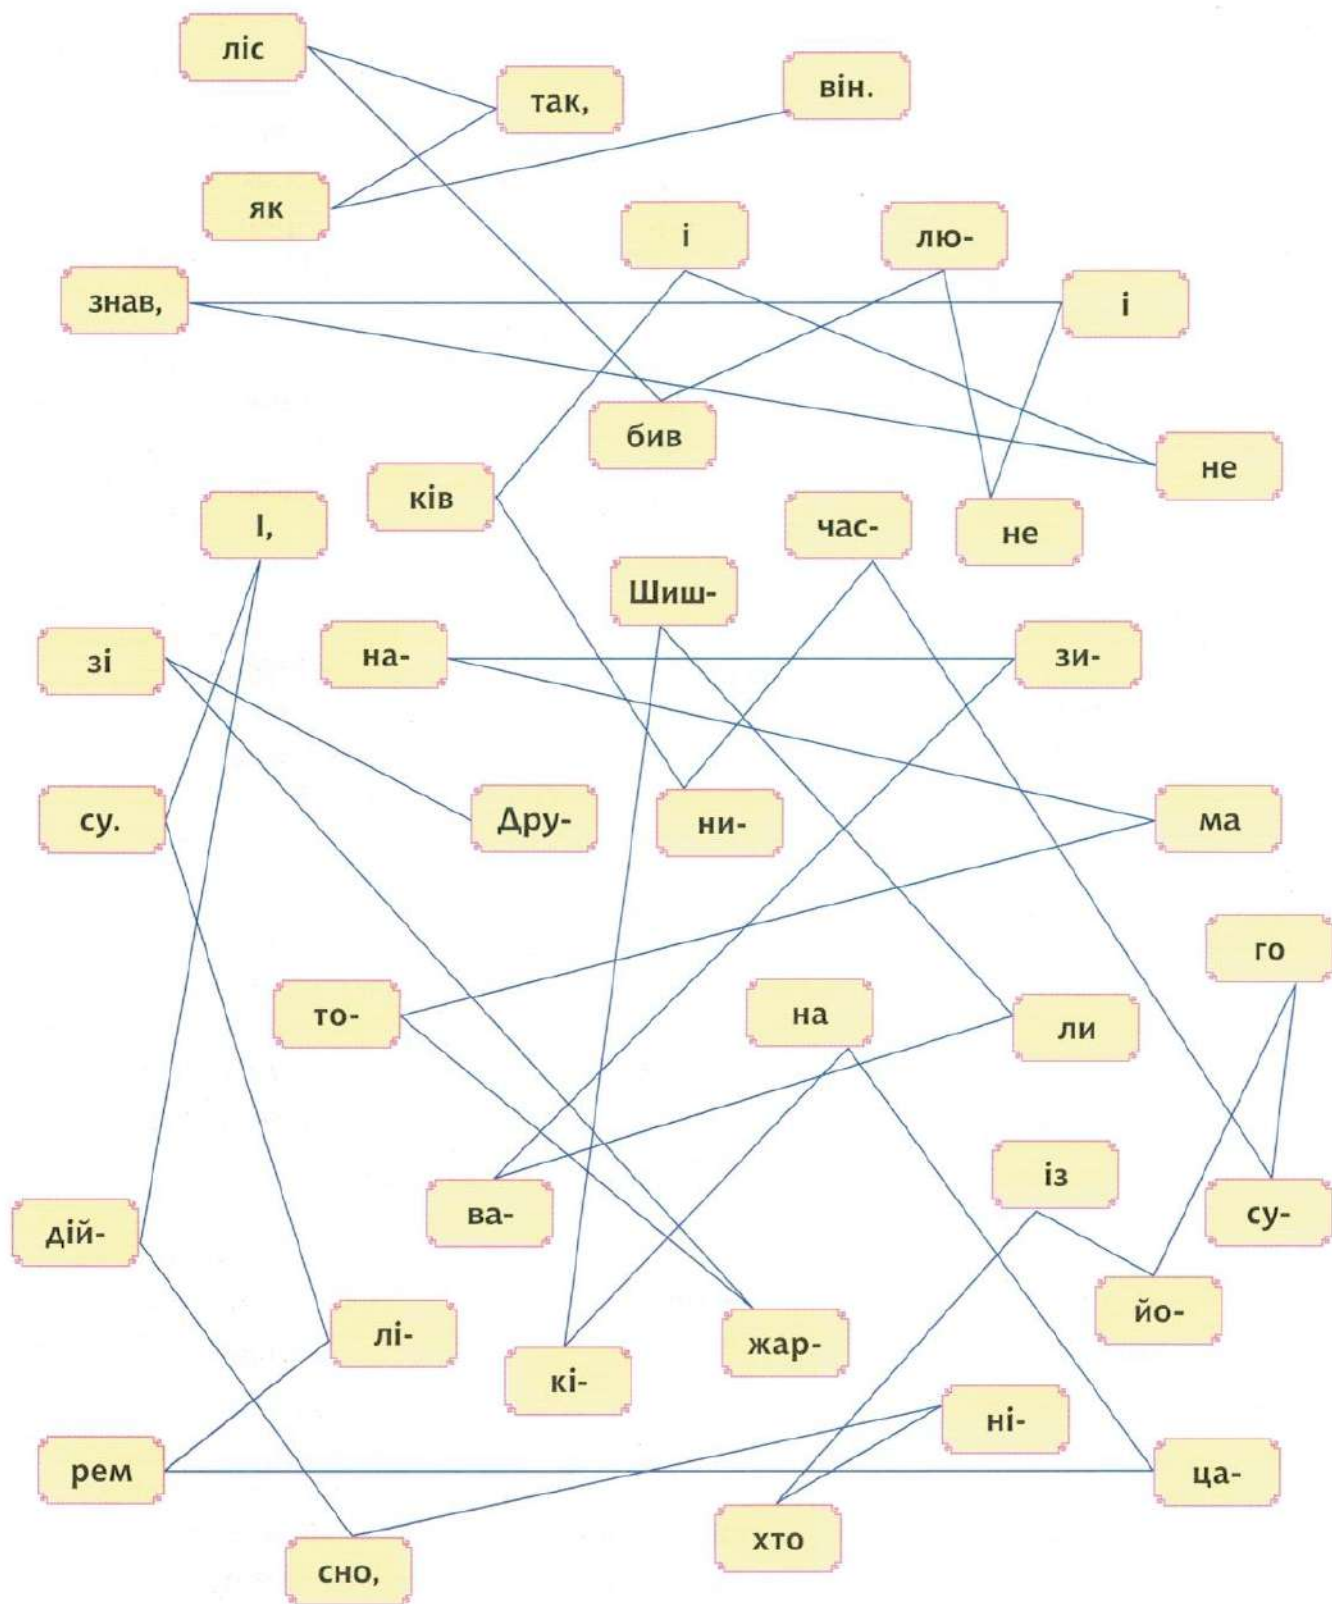 ліс
так,
він.
як
і
лю-
знав,
і
бив
не
ків
І,
час-
не
Шиш-
зі
на-
зи-
су.
Дру-
ни-
ма
го
то-
на
ли
із
дій-
ва-
су-
йо-
лі-
жар-
кі-
ні-
рем
ца-
хто
сно,